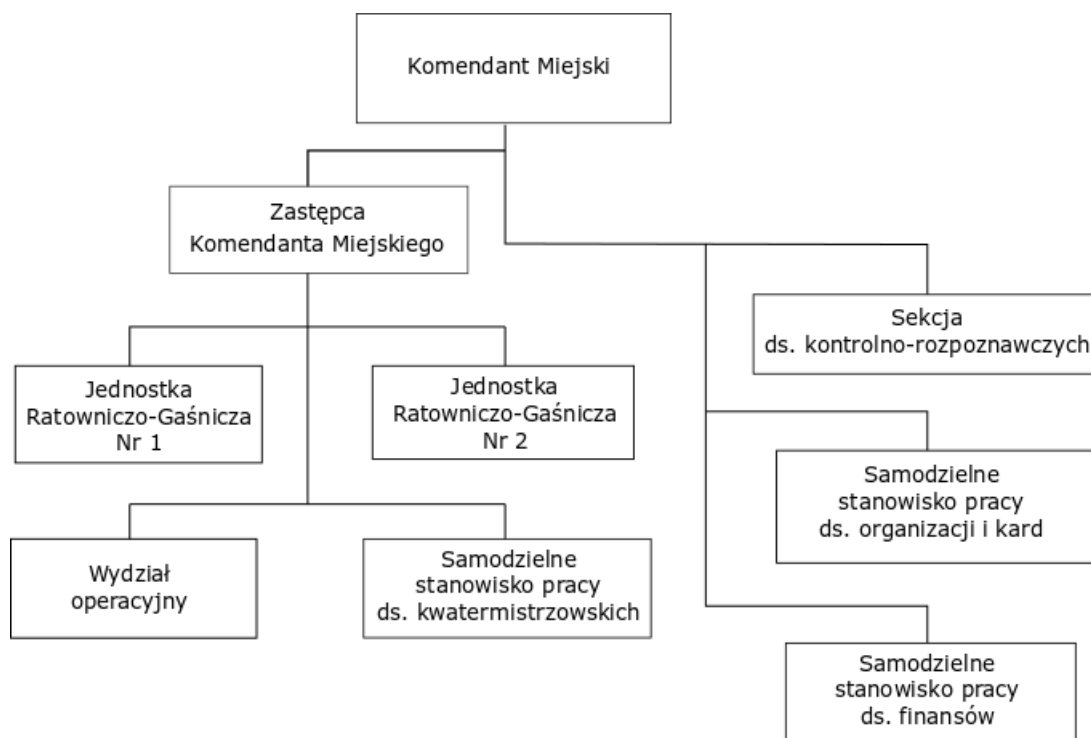 Komendant Miejski
Zastępca
Komendanta Miejskiego
Sekcja
ds. kontrolno-rozpoznawczych
Jednostka
Ratowniczo-Gaśnicza
Nr 1
Jednostka
Ratowniczo-Gaśnicza
Nr 2
Samodzielne
stanowisko pracy
ds. organizacji i kard
Wydział
operacyjny
Samodzielne
stanowisko pracy
ds. kwatermistrzowskich
Samodzielne
stanowisko pracy
ds. finansów